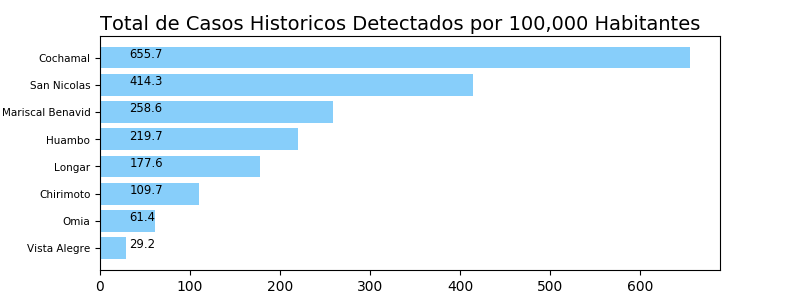 Total de Casos Historicos Detectados por 100,000 Habitantes
Cochamal 655.7
San Nicolas 414.3
Mariscal Benavid 258.6
Huambo 219.7
Longar 177.6
Chirimoto 109.7
Omia 61.4
Vista Alegre 29.2
0 100 200 300 400 500 600